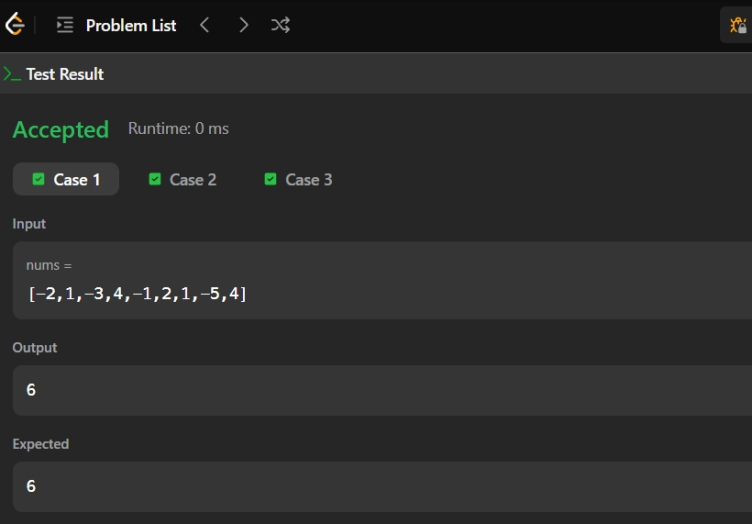 Problem List
Test Result
Accepted Runtime: 0 ms
Case 1 Case 2 Case 3
Input
nums =
[-2,1,-3,4,-1,2,1,-5,4]
Output
6
Expected
6